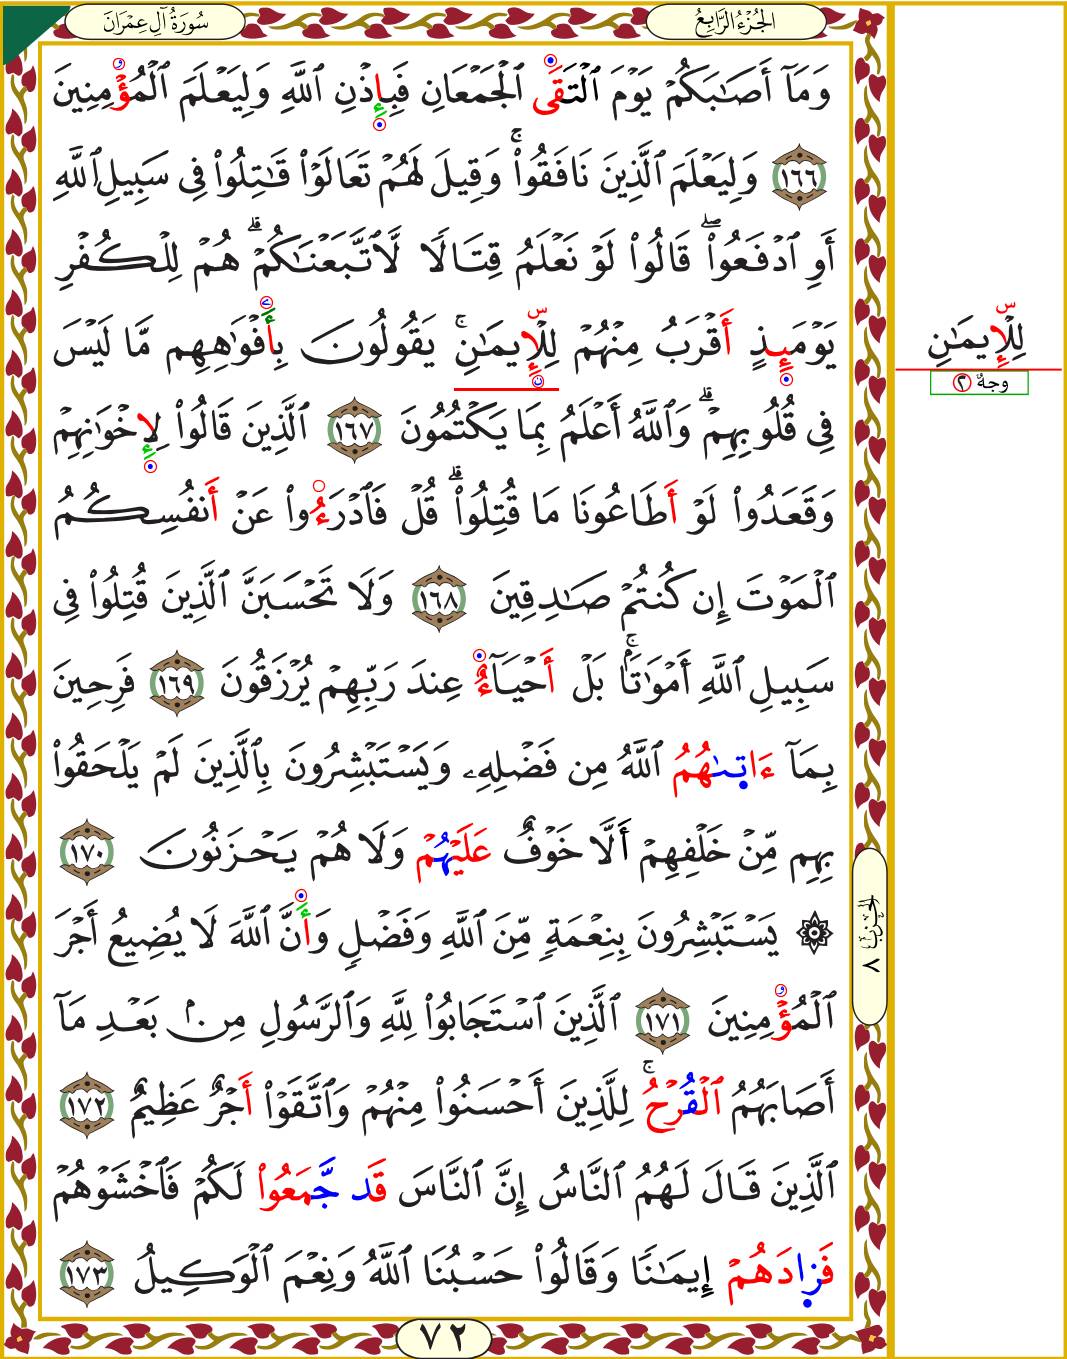 الجُزْءُ الرَّابِعُ
سُورَةُ آلِ عِمْرَانَ
وَمَآ أَصَـٰبَكُمْ يَوْمَ ٱلْتَقَى ٱلْجَمْعَانِ فَبِإِذْنِ ٱللَّهِ وَلِيَعْلَمَ ٱلْمُؤْمِنِينَ
١٦٦ وَلِيَعْلَمَ ٱلَّذِينَ نَافَقُوا۟ۚ وَقِيلَ لَهُمْ تَعَالَوْا۟ قَـٰتِلُوا۟ فِى سَبِيلِ ٱللَّهِ
أَوِ ٱدْفَعُوا۟ۖ قَالُوا۟ لَوْ نَعْلَمُ قِتَالًا لَّٱتَّبَعْنَـٰكُمْۗ هُمْ لِلْكُفْرِ
يَوْمَئِذٍ أَقْرَبُ مِنْهُمْ لِلْإِيمَـٰنِۚ يَقُولُونَ بِأَفْوَٰهِهِم مَّا لَيْسَ
فِى قُلُوبِهِمْۗ وَٱللَّهُ أَعْلَمُ بِمَا يَكْتُمُونَ ١٦٧ ٱلَّذِينَ قَالُوا۟ لِإِخْوَٰنِهِمْ
وَقَعَدُوا۟ لَوْ أَطَاعُونَا مَا قُتِلُوا۟ۗ قُلْ فَٱدْرَءُوا۟ عَنْ أَنفُسِكُمُ
ٱلْمَوْتَ إِن كُنتُمْ صَـٰدِقِينَ ١٦٨ وَلَا تَحْسَبَنَّ ٱلَّذِينَ قُتِلُوا۟ فِى
سَبِيلِ ٱللَّهِ أَمْوَٰتًۢاۚ بَلْ أَحْيَآءٌ عِندَ رَبِّهِمْ يُرْزَقُونَ ١٦٩ فَرِحِينَ
بِمَآ ءَاتَىٰهُمُ ٱللَّهُ مِن فَضْلِهِۦ وَيَسْتَبْشِرُونَ بِٱلَّذِينَ لَمْ يَلْحَقُوا۟
بِهِم مِّنْ خَلْفِهِمْ أَلَّا خَوْفٌ عَلَيْهُمْ وَلَا هُمْ يَحْزَنُونَ ١٧٠
۞ يَسْتَبْشِرُونَ بِنِعْمَةٍ مِّنَ ٱللَّهِ وَفَضْلٍ وَأَنَّ ٱللَّهَ لَا يُضِيعُ أَجْرَ
ٱلْمُؤْمِنِينَ ١٧١ ٱلَّذِينَ ٱسْتَجَابُوا۟ لِلَّهِ وَٱلرَّسُولِ مِنۢ بَعْدِ مَآ
أَصَابَهُمُ ٱلْقُرْحُۚ لِلَّذِينَ أَحْسَنُوا۟ مِنْهُمْ وَٱتَّقَوْا۟ أَجْرٌ عَظِيمٌ ١٧٢
ٱلَّذِينَ قَالَ لَهُمُ ٱلنَّاسُ إِنَّ ٱلنَّاسَ قَد جَّمَعُوا۟ لَكُمْ فَٱخْشَوْهُمْ
فَزَادَهُمْ إِيمَـٰنًا وَقَالُوا۟ حَسْبُنَا ٱللَّهُ وَنِعْمَ ٱلْوَكِيلُ ١٧٣
لِلْإِيمَـٰنِ
وجهٌ ٢
الحِزب ٧
٧٢